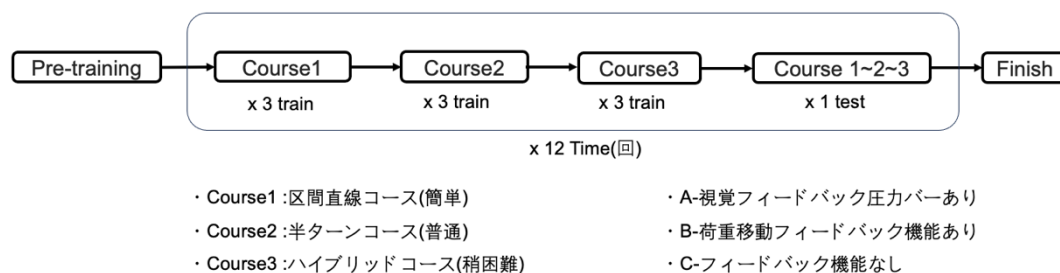 Pre-training
Course1
Course2
Course3
Course 1~2~3
Finish
x 3 train
x 3 train
x 3 train
x 1 test
x 12 Time(回)
・Course1 :区間直線コース(簡単)
・Course2 :半ターンコース(普通)
・Course3 :ハイブリッドコース(稍困難)
・A-視覚フィードバック圧力バーあり
・B-荷重移動フィードバック機能あり
・C-フィードバック機能なし